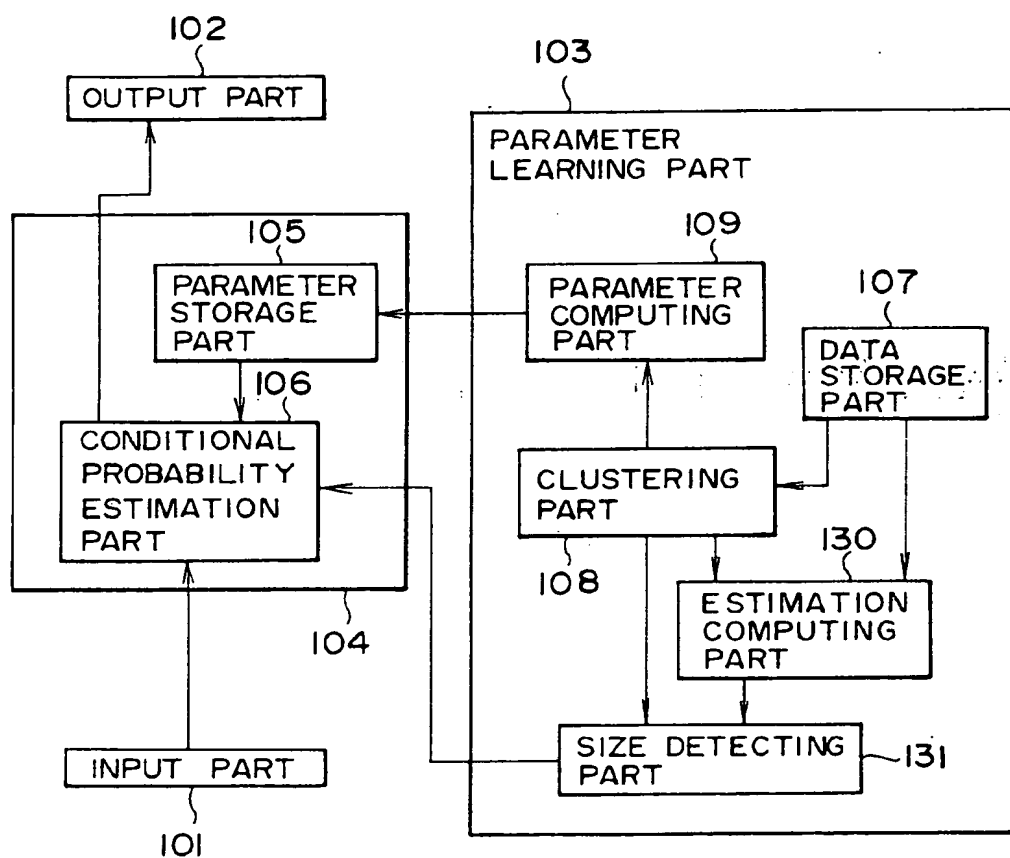 102
OUTPUT PART
103
PARAMETER
LEARNING PART
105
PARAMETER
STORAGE
PART
109
PARAMETER
COMPUTING
PART
107
DATA
STORAGE
PART
106
CONDITIONAL
PROBABILITY
ESTIMATION
PART
CLUSTERING
PART
108
130
ESTIMATION
COMPUTING
PART
104
SIZE DETECTING
PART
131
INPUT PART
101